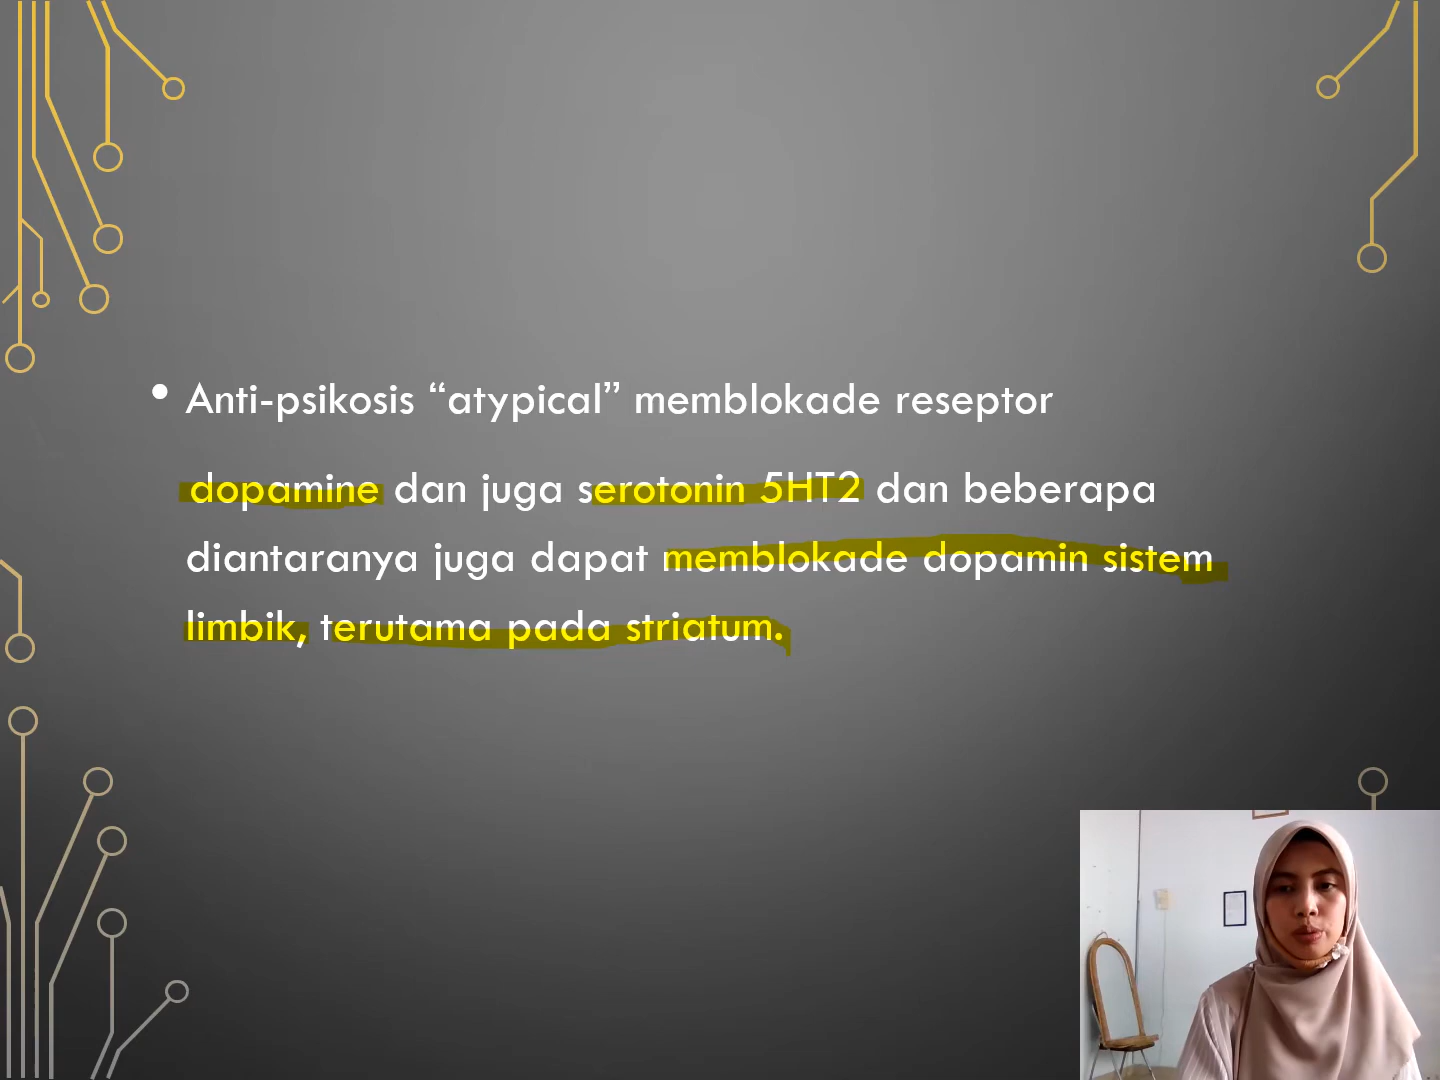 • Anti-psikosis “atypical” memblokade reseptor
dopamine dan juga serotonin 5HT2 dan beberapa
diantaranya juga dapat memblokade dopamin sistem
limbik, terutama pada striatum.